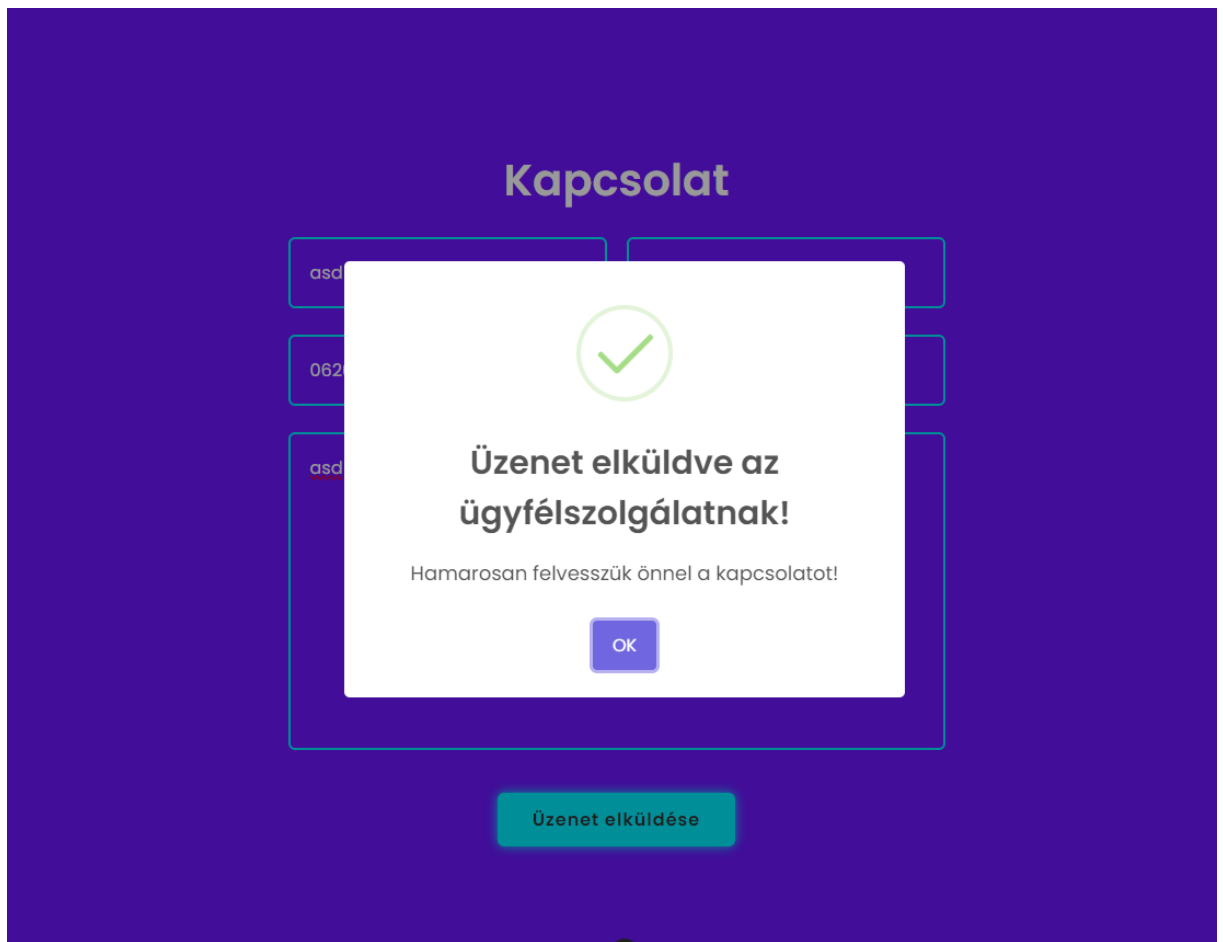 Kapcsolat
asd
062
asd
Üzenet elküldve az
ügyfélszolgálatnak!
Hamarosan felvesszük önnel a kapcsolatot!
OK
Üzenet elküldése